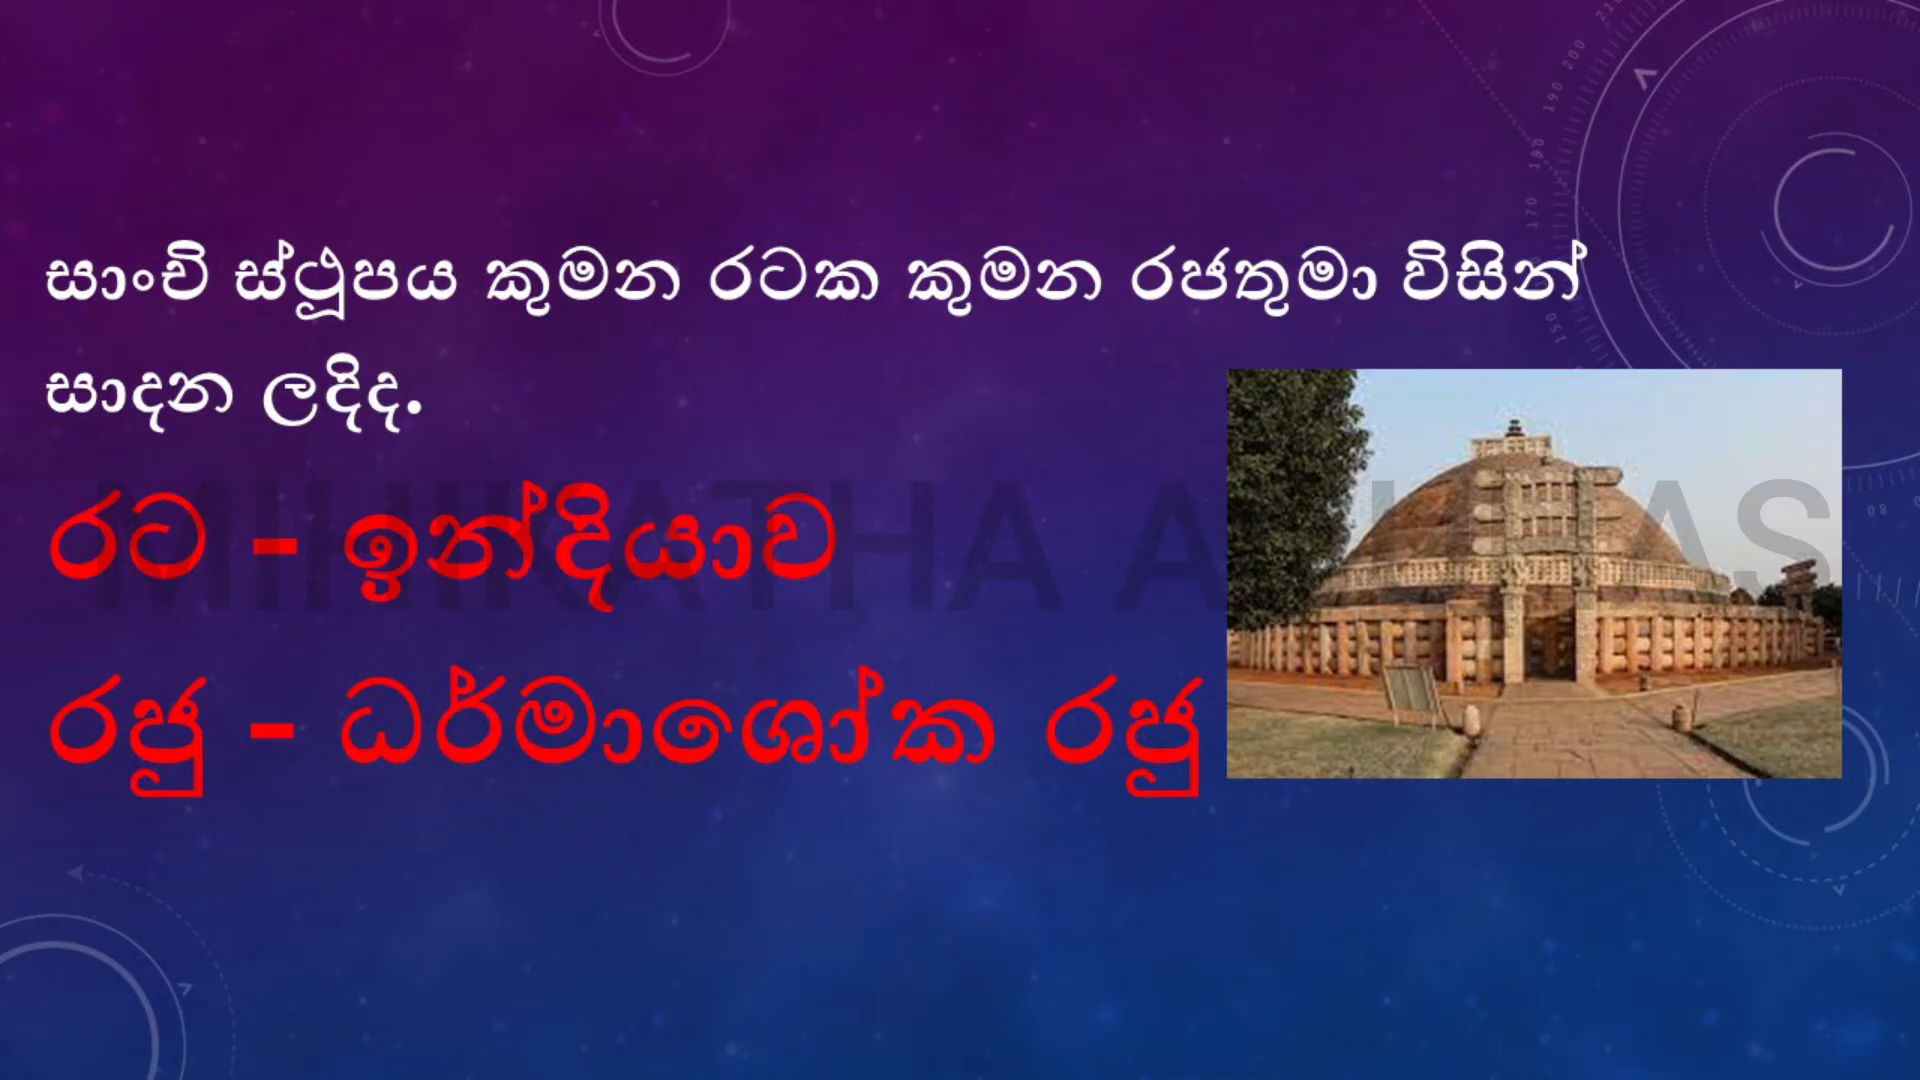 සාංචි ස්ථූපය කුමන රටක කුමන රජතුමා විසින්
සාදන ලදිද.
රට - ඉන්දියාව
රජු - ධර්මාශෝක රජු